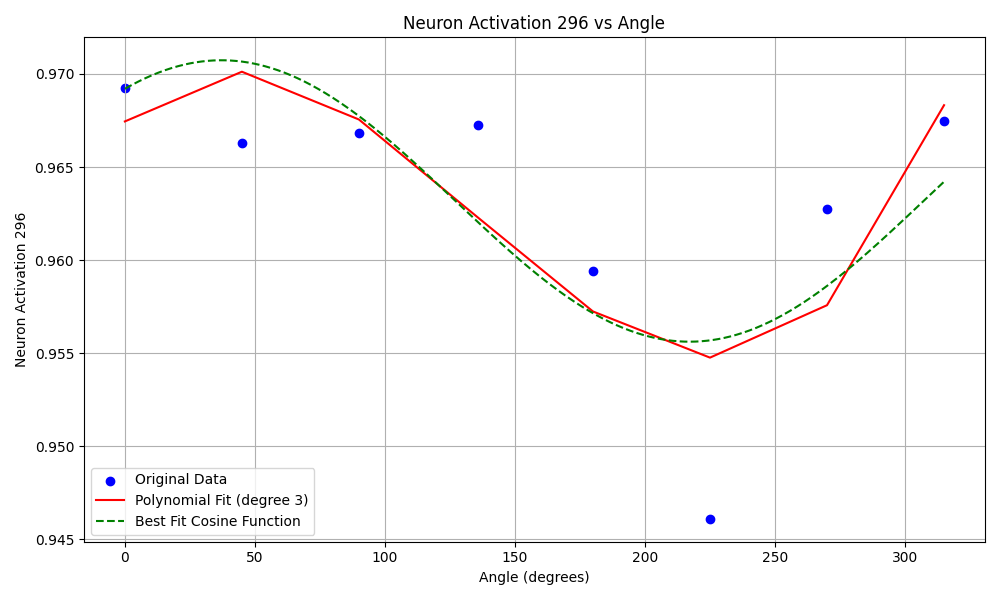 Neuron Activation 296 vs Angle
Neuron Activation 296
0.970
0.965
0.960
0.955
0.950
0.945
Original Data
Polynomial Fit (degree 3)
Best Fit Cosine Function
0
50
100
150
200
250
300
Angle (degrees)